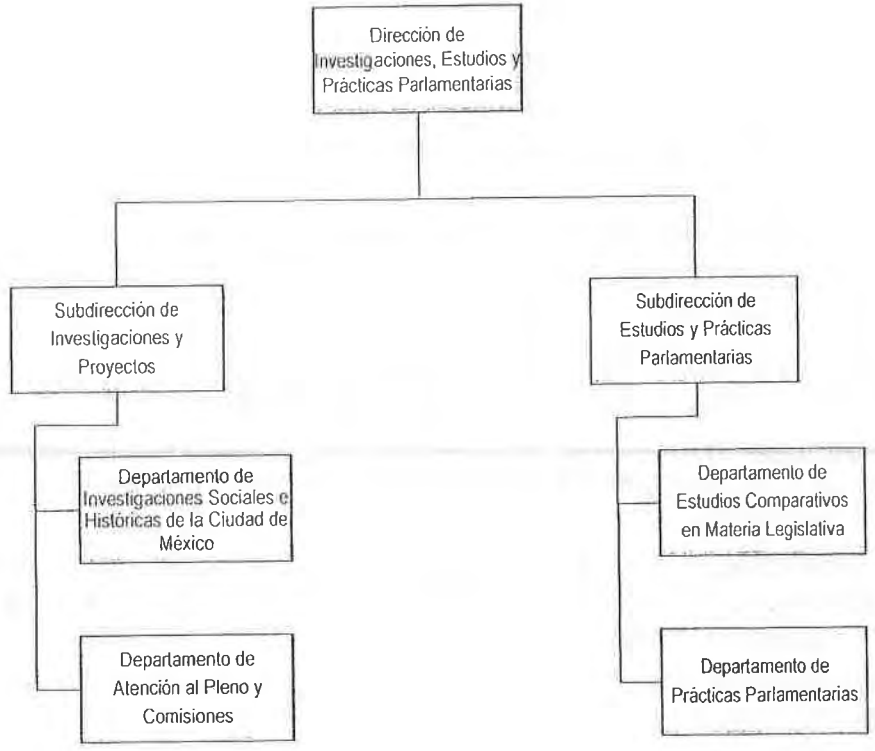 Dirección de
Investigaciones, Estudios y
Prácticas Parlamentarias
Subdirección de
Investigaciones y
Proyectos
Subdirección de
Estudios y Prácticas
Parlamentarias
Departamento de
Investigaciones Sociales e
Históricas de la Ciudad de
México
Departamento de
Estudios Comparativos
en Materia Legislativa
Departamento de
Atención al Pleno y
Comisiones
Departamento de
Prácticas Parlamentarias